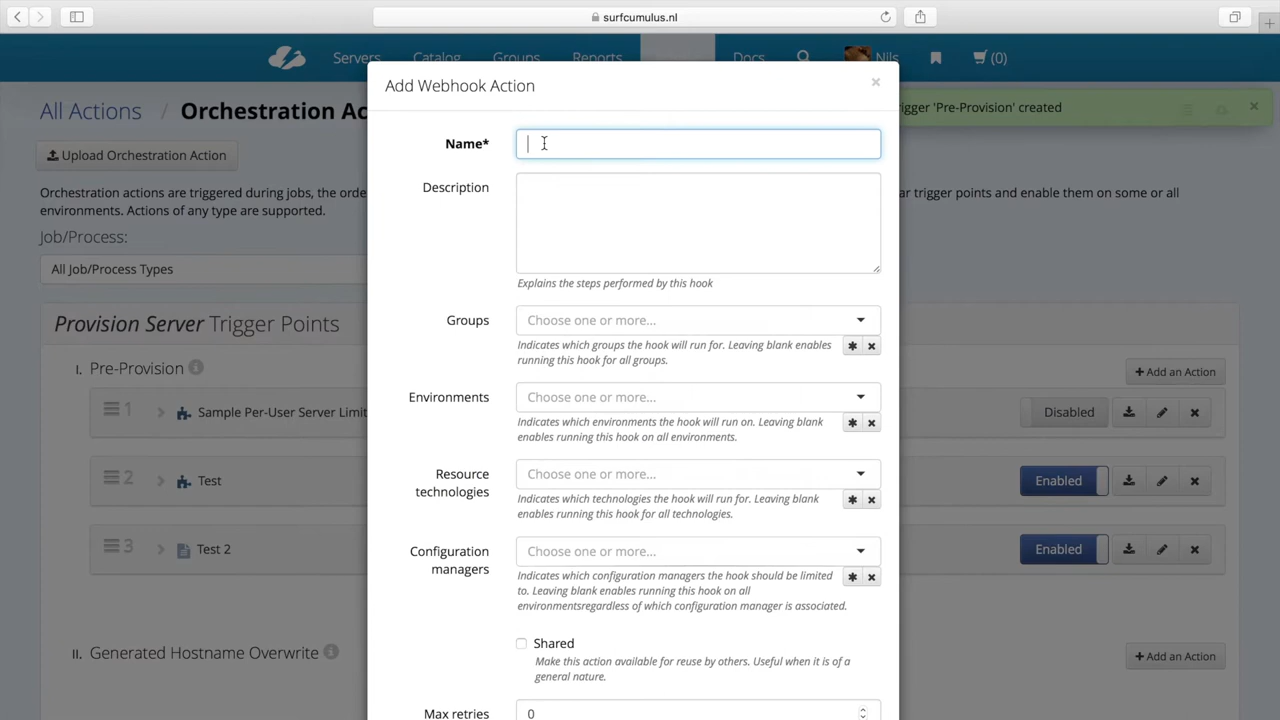 surfcumulus.nl
Servers Catalog Groups Reports Docs Nils (0)
Add Webhook Action ×
All Actions / Orchestration Ac
'Pre-Provision' created ×
Upload Orchestration Action
Name*
Orchestration actions are triggered during jobs, the
ar trigger points and enable them on some or all
environments. Actions of any type are supported.
Description
Job/Process:
All Job/Process Types
Explains the steps performed by this hook
Provision Server Trigger Points
Groups Choose one or more...
Indicates which groups the hook will run for. Leaving blank enables
running this hook for all groups.
I. Pre-Provision
+ Add an Action
Environments Choose one or more...
1 Sample Per-User Server Limit
Disabled
Indicates which environments the hook will run on. Leaving blank
enables running this hook on all environments.
Resource
technologies
Choose one or more...
2 Test
Enabled
Indicates which technologies the hook will run for. Leaving blank
enables running this hook for all technologies.
3 Test 2
Enabled
Configuration
managers
Choose one or more...
Indicates which configuration managers the hook should be limited
to. Leaving blank enables running this hook on all
environmentsregardless of which configuration manager is associated.
Shared
Make this action available for reuse by others. Useful when it is of a
general nature.
II. Generated Hostname Overwrite
+ Add an Action
Max retries 0